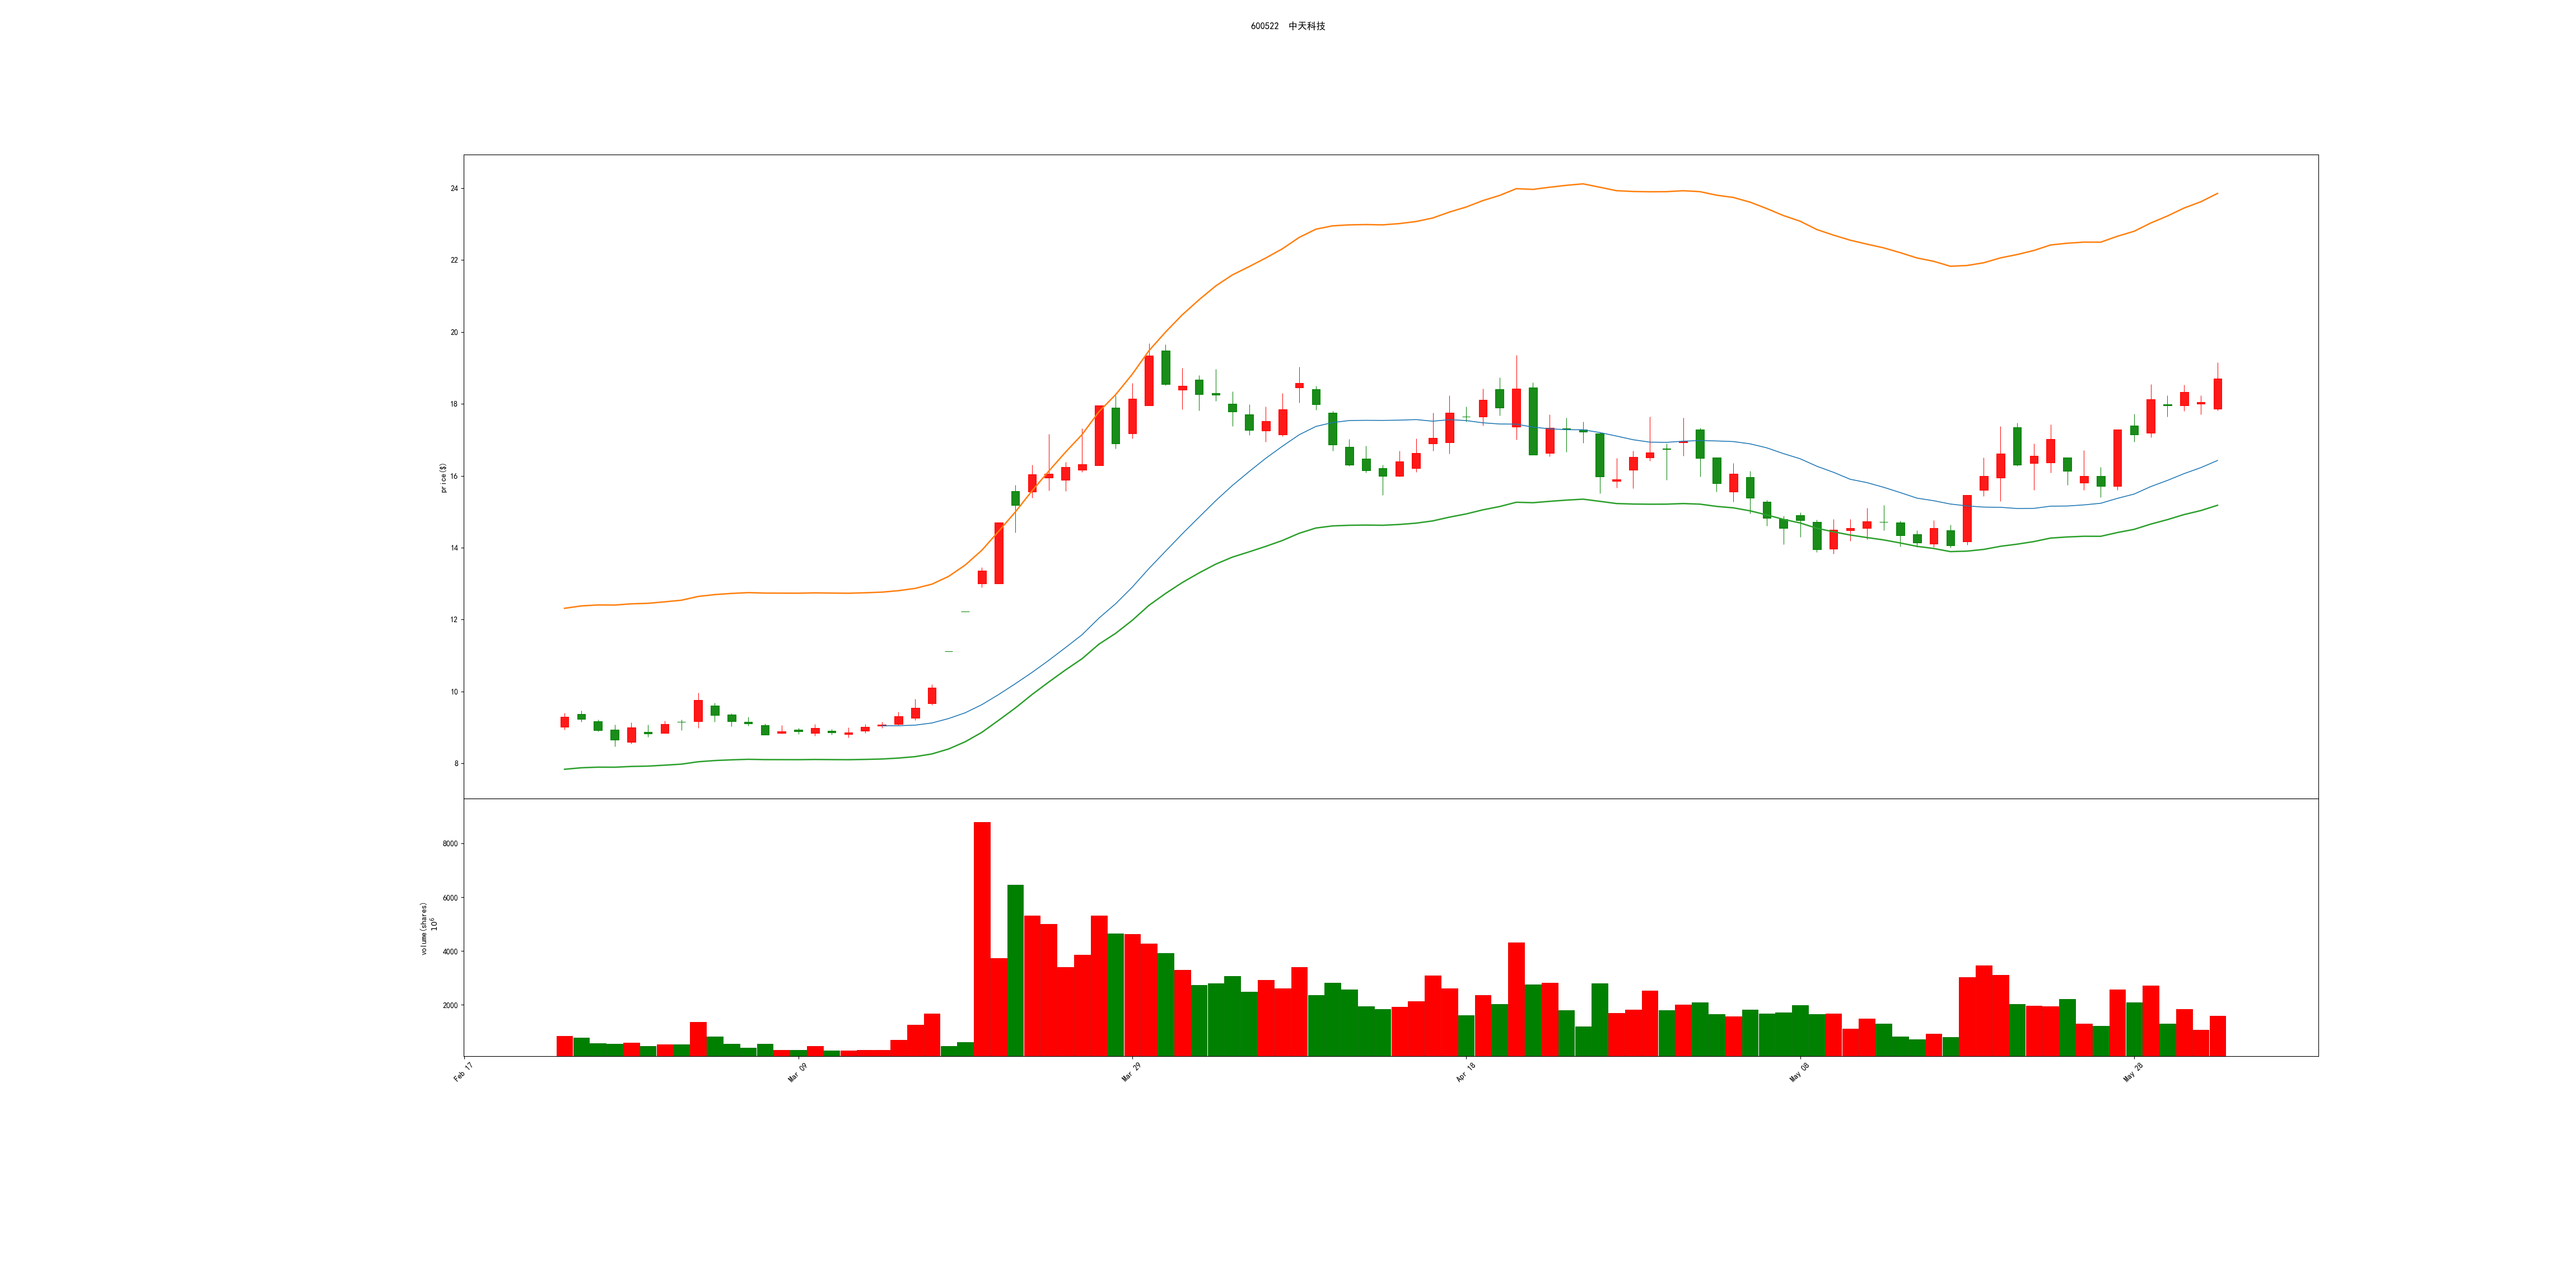 600522 中天科技
price($)
24
22
20
18
16
14
12
10
8
volume(shares)
10⁶
8000
6000
4000
2000
Feb 17
Mar 09
Mar 29
Apr 18
May 08
May 28